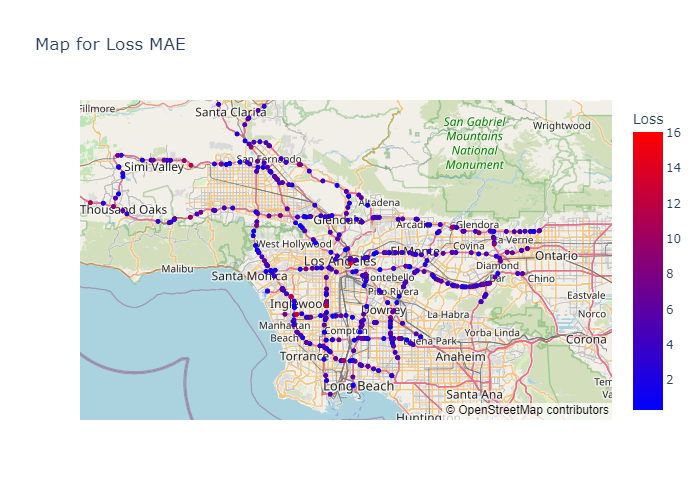 Map for Loss MAE
Loss
16
14
12
10
8
6
4
2
Fillmore
Santa Clarita
San Gabriel
Mountains
National
Monument
Wrightwood
Simi Valley
San Fernando
Thousand Oaks
Altadena
Glendale
Arcadia
Glendora
La Verne
West Hollywood
El Monte
Covina
Ontario
Malibu
Los Angeles
Santa Monica
Montebello
Diamond
Bar
Chino
Pico Rivera
Eastvale
Inglewood
Downey
La Habra
Norco
Manhattan
Beach
Compton
Buena Park
Yorba Linda
Corona
Torrance
Anaheim
Long Beach
Santa Ana
Tem
Va
Huntin
© OpenStreetMap contributors